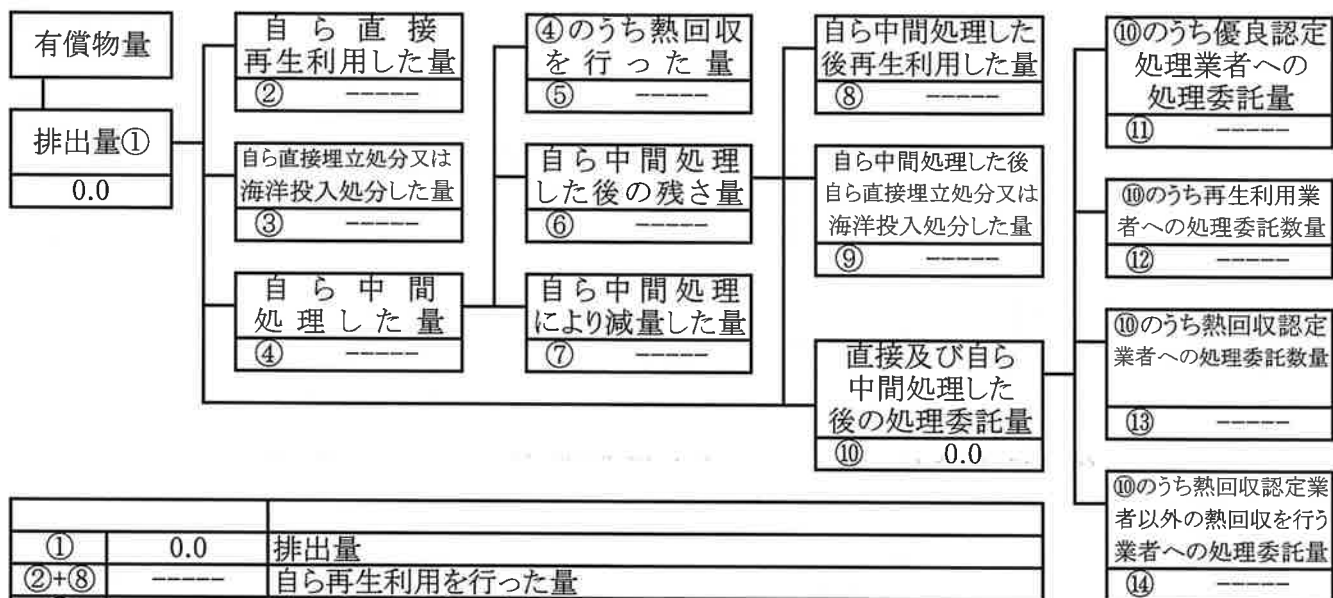 有償物量
排出量①
0.0
自ら直接
再生利用した量
② -----
自ら直接埋立処分又は
海洋投入処分した量
③ -----
自ら中間
処理した量
④ -----
④のうち熱回収
を行った量
⑤ -----
自ら中間処理
した後の残さ量
⑥ -----
自ら中間処理
により減量した量
⑦ -----
自ら中間処理した
後再生利用した量
⑧ -----
自ら中間処理した後
自ら直接埋立処分又は
海洋投入処分した量
⑨ -----
直接及び自ら
中間処理した
後の処理委託量
⑩ 0.0
⑩のうち優良認定
処理業者への
処理委託量
⑪ -----
⑩のうち再生利用業
者への処理委託数量
⑫ -----
⑩のうち熱回収認定
業者への処理委託数量
⑬ -----
⑩のうち熱回収認定業
者以外の熱回収を行う
業者への処理委託量
⑭ -----
① 0.0 排出量
②+⑧ ----- 自ら再生利用を行った量